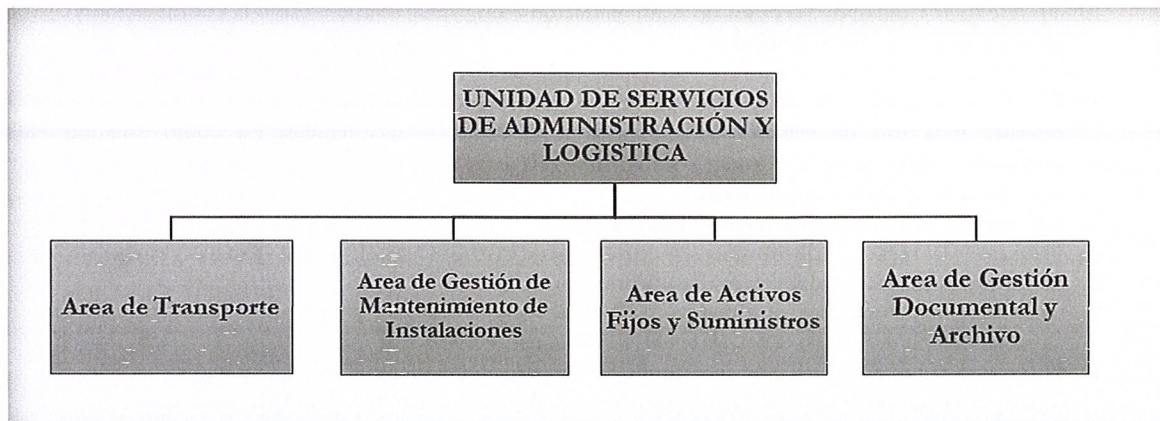 UNIDAD DE SERVICIOS
DE ADMINISTRACIÓN Y
LOGISTICA
Area de Transporte
Area de Gestión de
Mantenimiento de
Instalaciones
Area de Activos
Fijos y Suministros
Area de Gestión
Documental y
Archivo